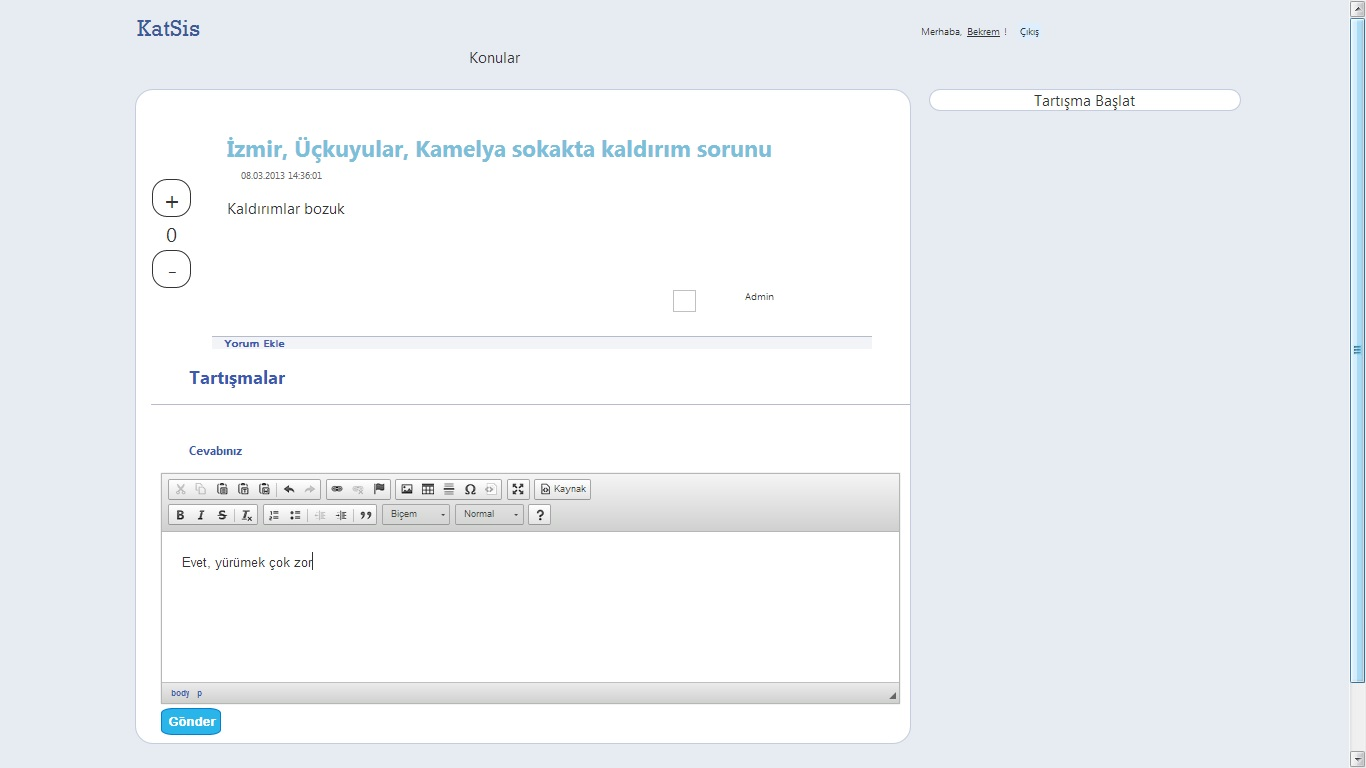 KatSis
Merhaba, Bekrem ! Çıkış
Konular
Tartışma Başlat
İzmir, Üçkuyular, Kamelya sokakta kaldırım sorunu
08.03.2013 14:36:01
+
Kaldırımlar bozuk
0
-
Admin
Yorum Ekle
Tartışmalar
Cevabınız
Ω Kaynak
B I S Ix Biçem Normal ?
Evet, yürümek çok zor
body p
Gönder